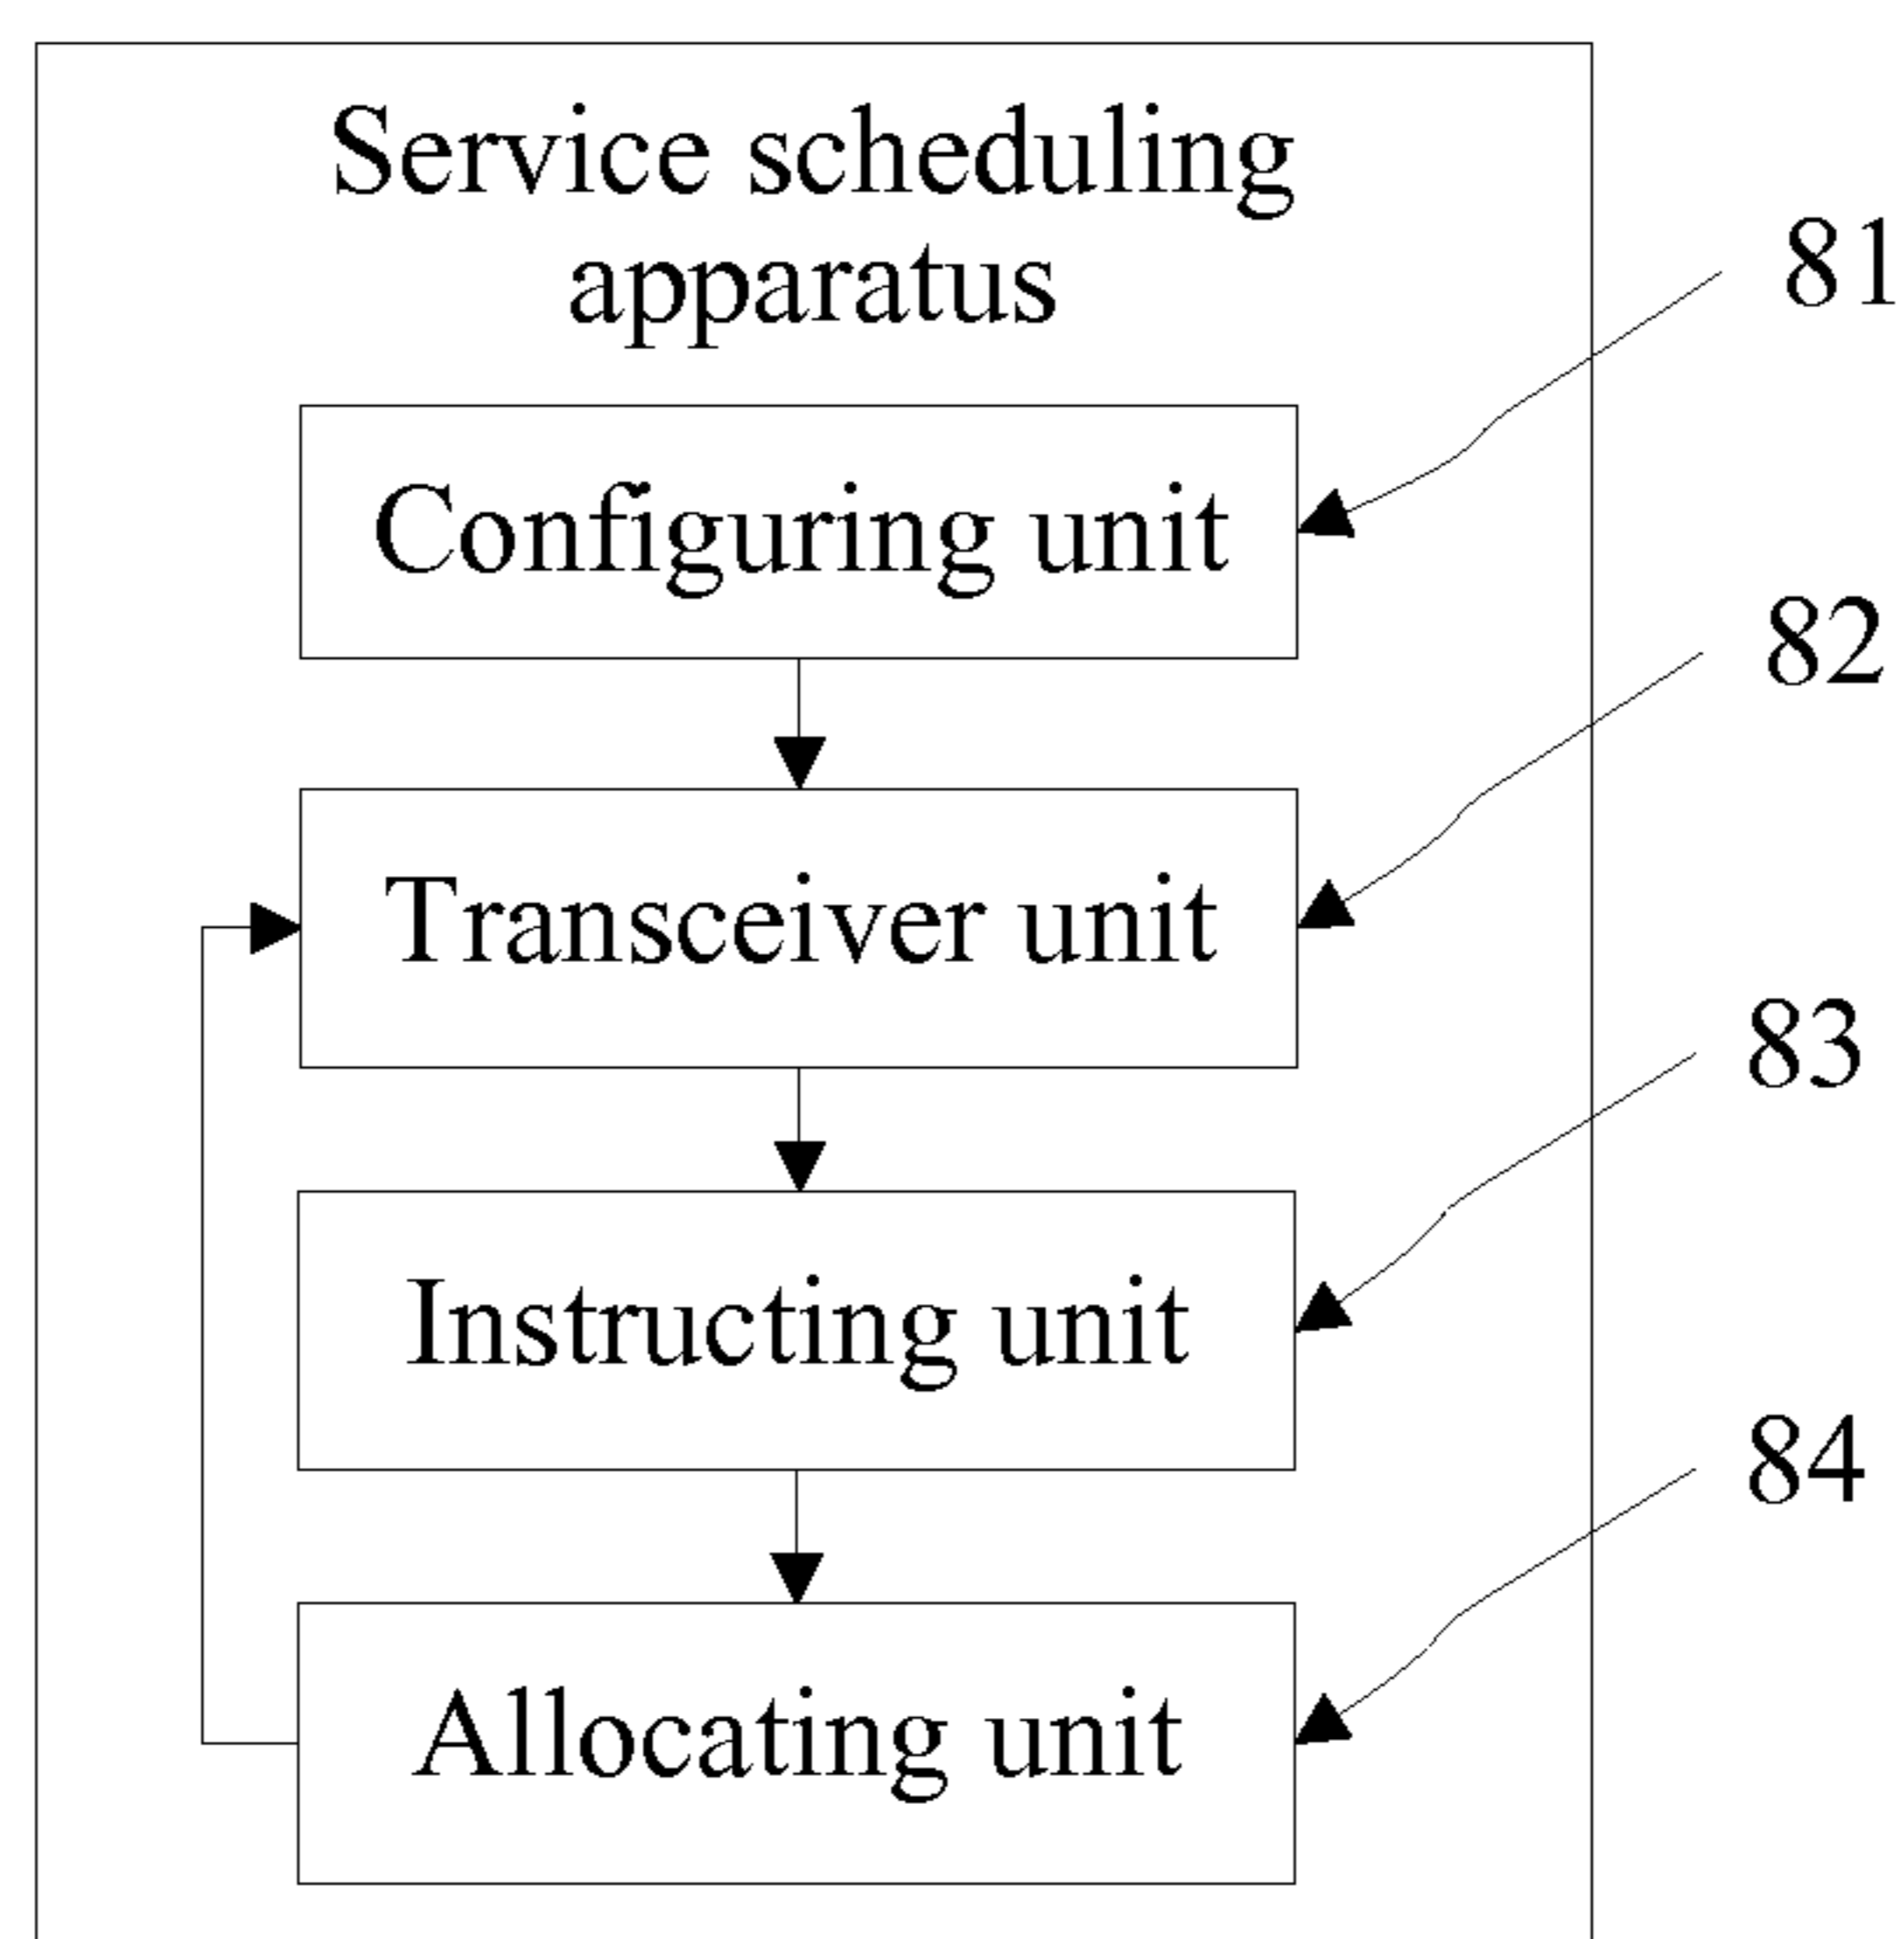 Service scheduling
apparatus
81
Configuring unit
82
Transceiver unit
83
Instructing unit
84
Allocating unit